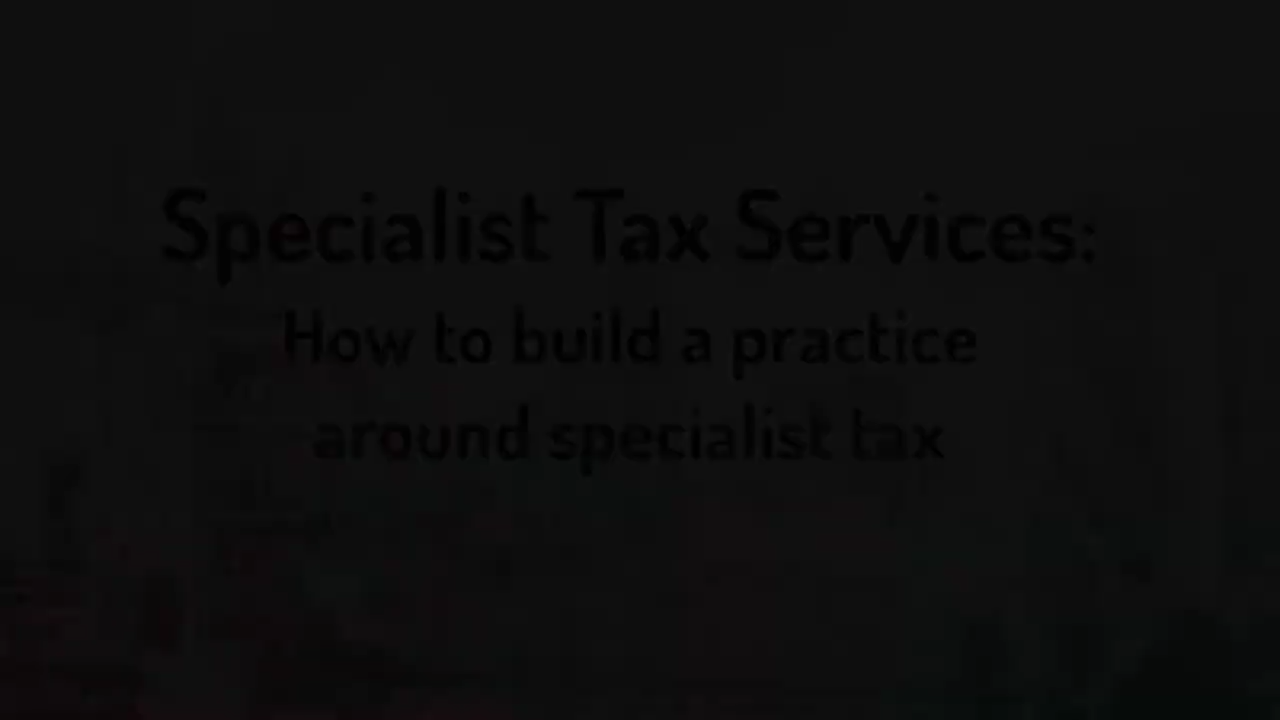 Specialist Tax Services:
How to build a practice
around specialist tax